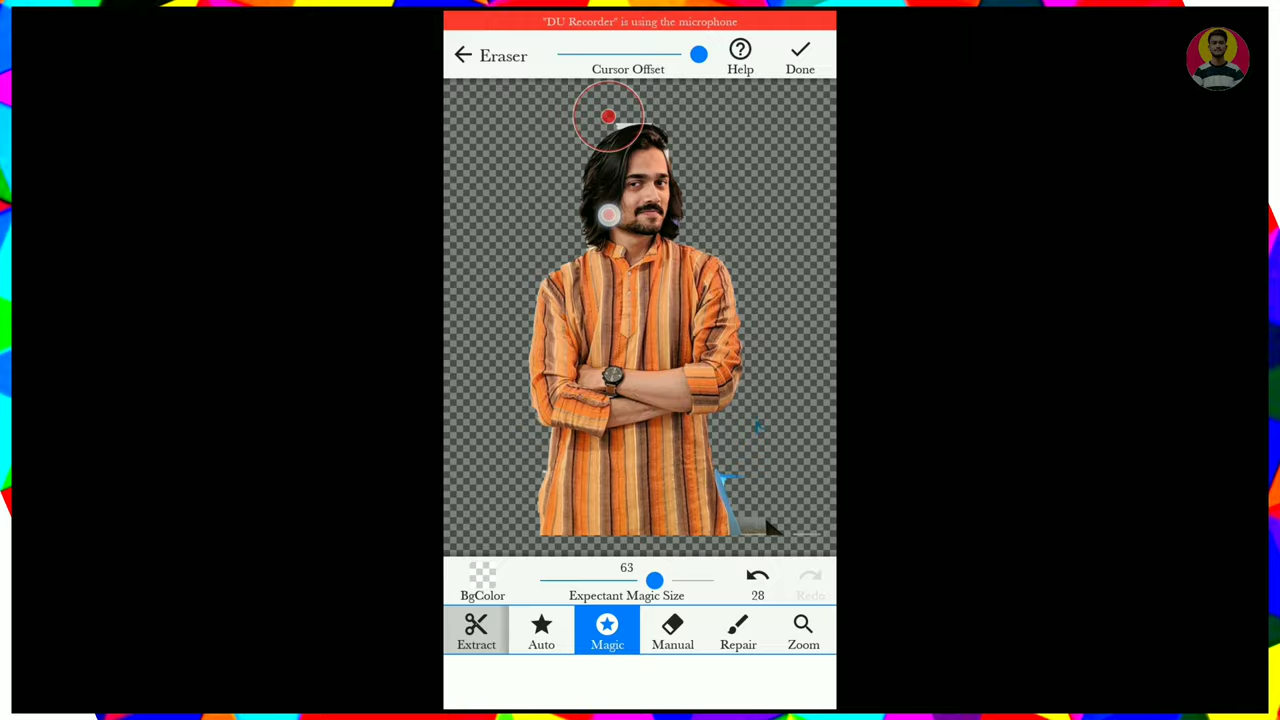 "DU Recorder" is using the microphone
Eraser
Cursor Offset
Help
Done
63
BgColor
Expectant Magic Size
28
Redo
Extract
Auto
Magic
Manual
Repair
Zoom